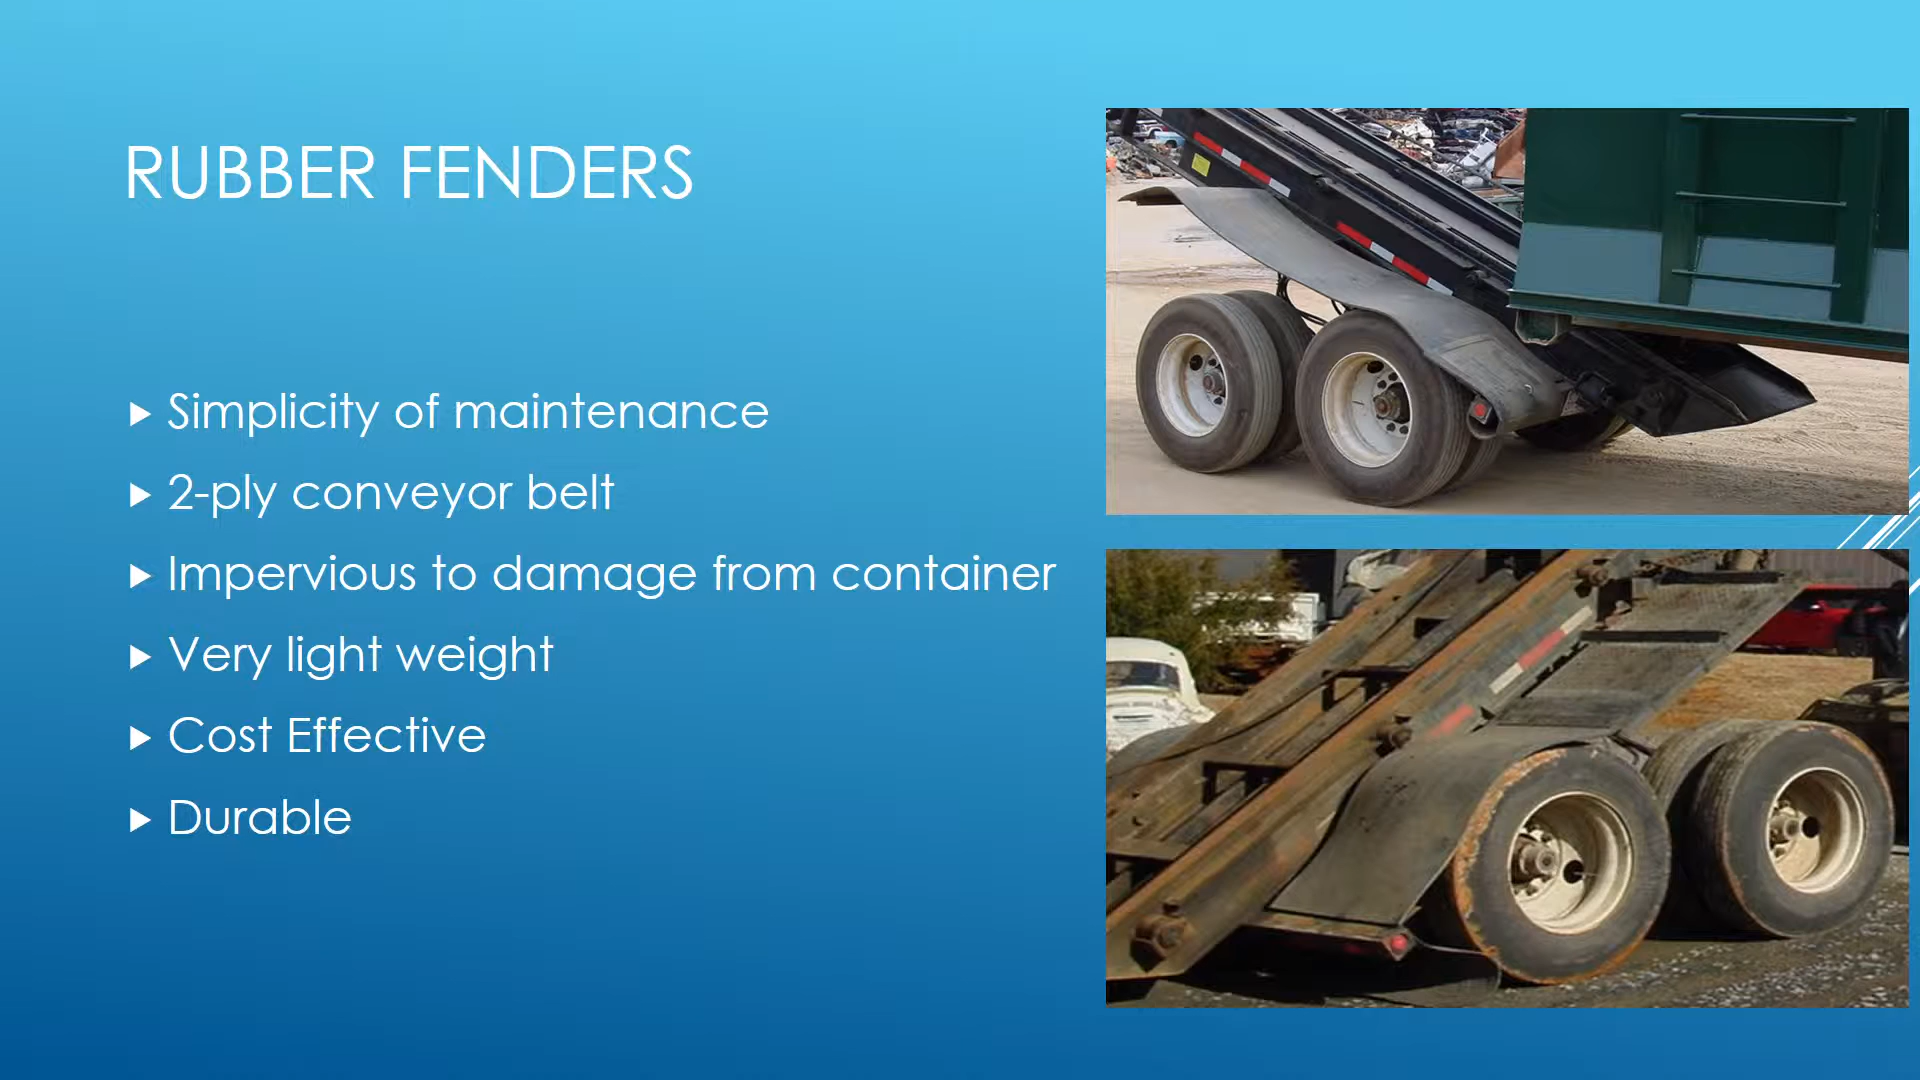 RUBBER FENDERS
Simplicity of maintenance
2-ply conveyor belt
Impervious to damage from container
Very light weight
Cost Effective
Durable